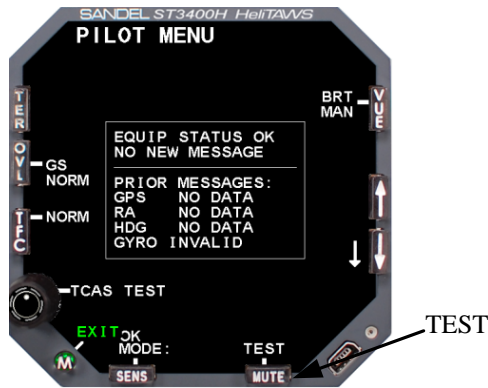 SANDEL ST3400H HeliTAWS
PILOT MENU
TER
BRT
MAN
VUE
EQUIP STATUS OK
NO NEW MESSAGE
OVL
GS
NORM
PRIOR MESSAGES:
GPS NO DATA
RA NO DATA
HDG NO DATA
GYRO INVALID
TFC
NORM
TCAS TEST
EXIT
OK
MODE:
TEST
TEST
M
SENS
MUTE